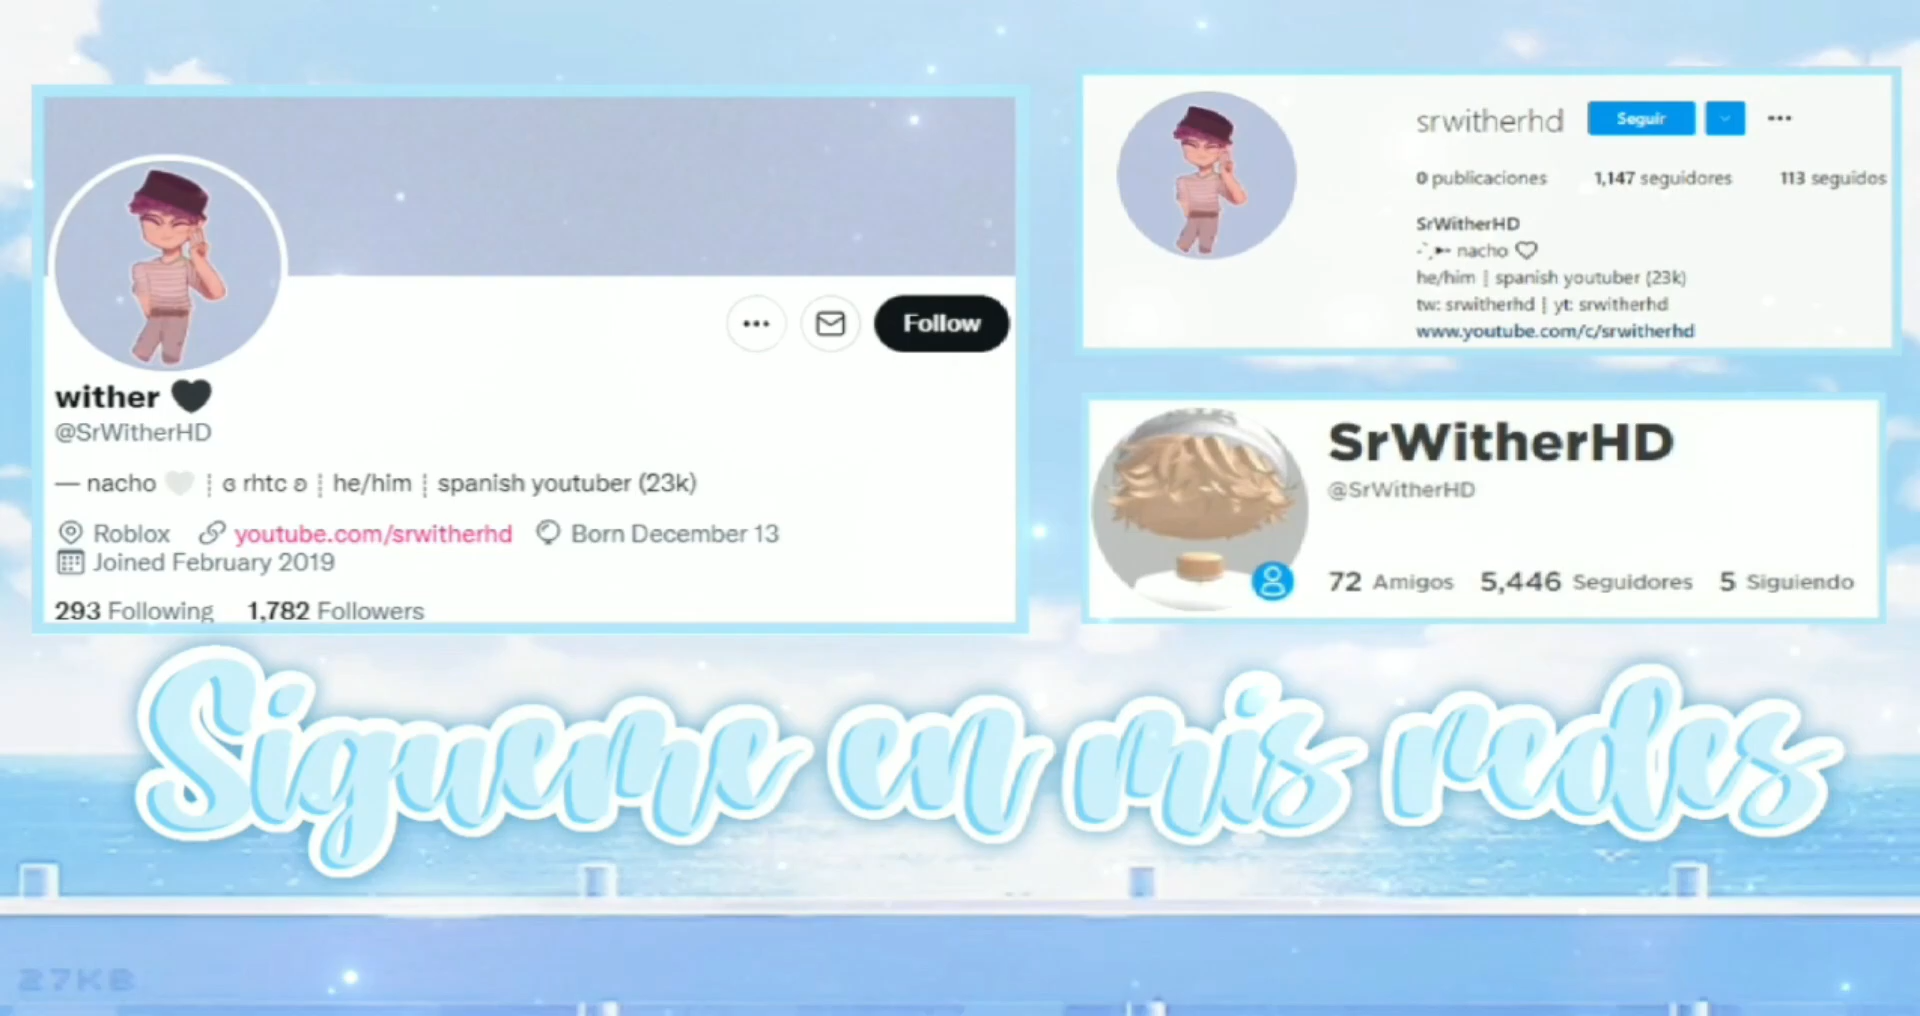 wither 🖤
@SrWitherHD
— nacho 🤍 ┊ ɞ rhtc ʚ ┊ he/him ┊ spanish youtuber (23k)
Roblox youtube.com/srwitherhd Born December 13
Joined February 2019
293 Following 1,782 Followers
Follow
srwitherhd Seguir
0 publicaciones 1,147 seguidores 113 seguidos
SrWitherHD
nacho ♡
he/him | spanish youtuber (23k)
tw: srwitherhd | yt: srwitherhd
www.youtube.com/c/srwitherhd
SrWitherHD
@SrWitherHD
72 Amigos 5,446 Seguidores 5 Siguiendo
Sigueme en mis redes
27KB